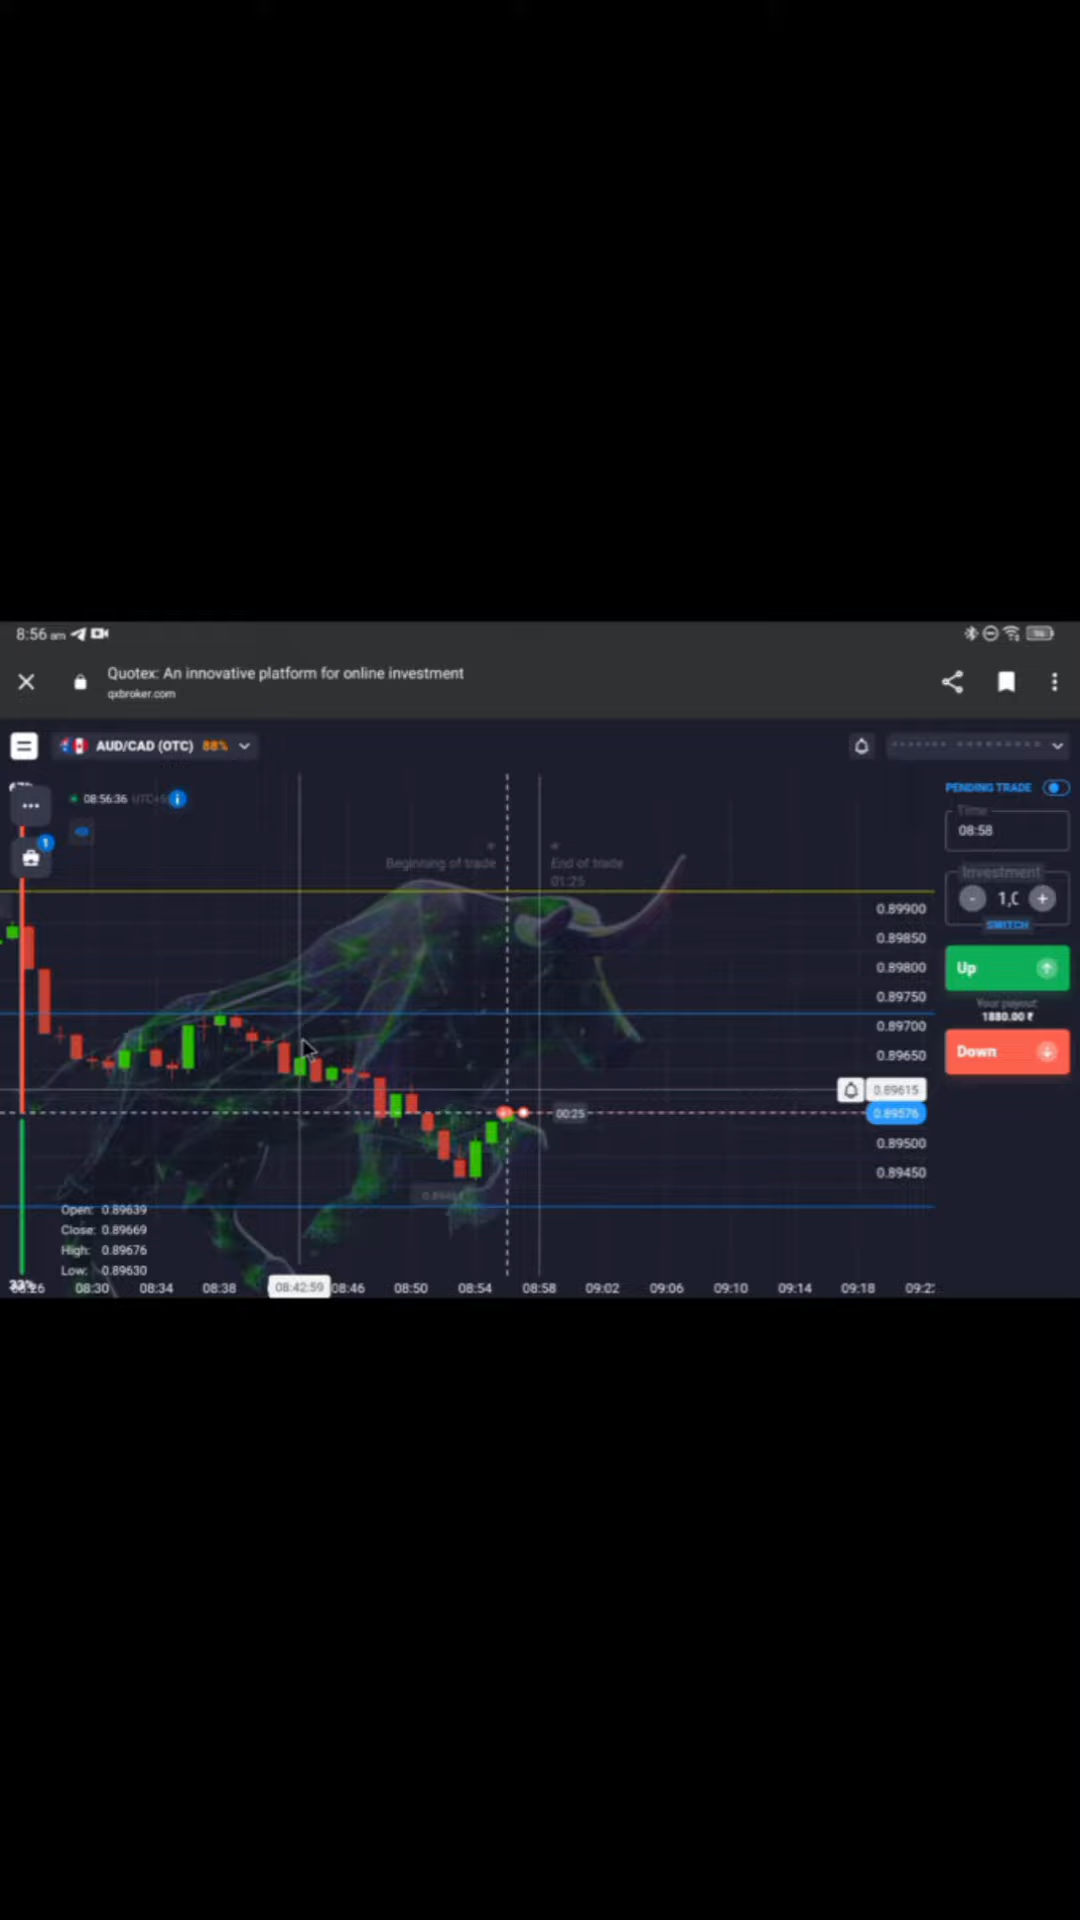 8:56 am
Quotex: An innovative platform for online investment
qxbroker.com
AUD/CAD (OTC) 88%
08:56:36
PENDING TRADE
Time
08:58
Beginning of trade
End of trade
01:25
Investment
- +
SWITCH
Up
Your payout:
1880.00 ₹
Down
0.89900
0.89850
0.89800
0.89750
0.89700
0.89650
0.89615
0.89576
00:25
0.89500
0.89450
Open: 0.89639
Close: 0.89669
High: 0.89676
Low: 0.89630
08:30 08:34 08:38 08:42:59 08:46 08:50 08:54 08:58 09:02 09:06 09:10 09:14 09:18
1